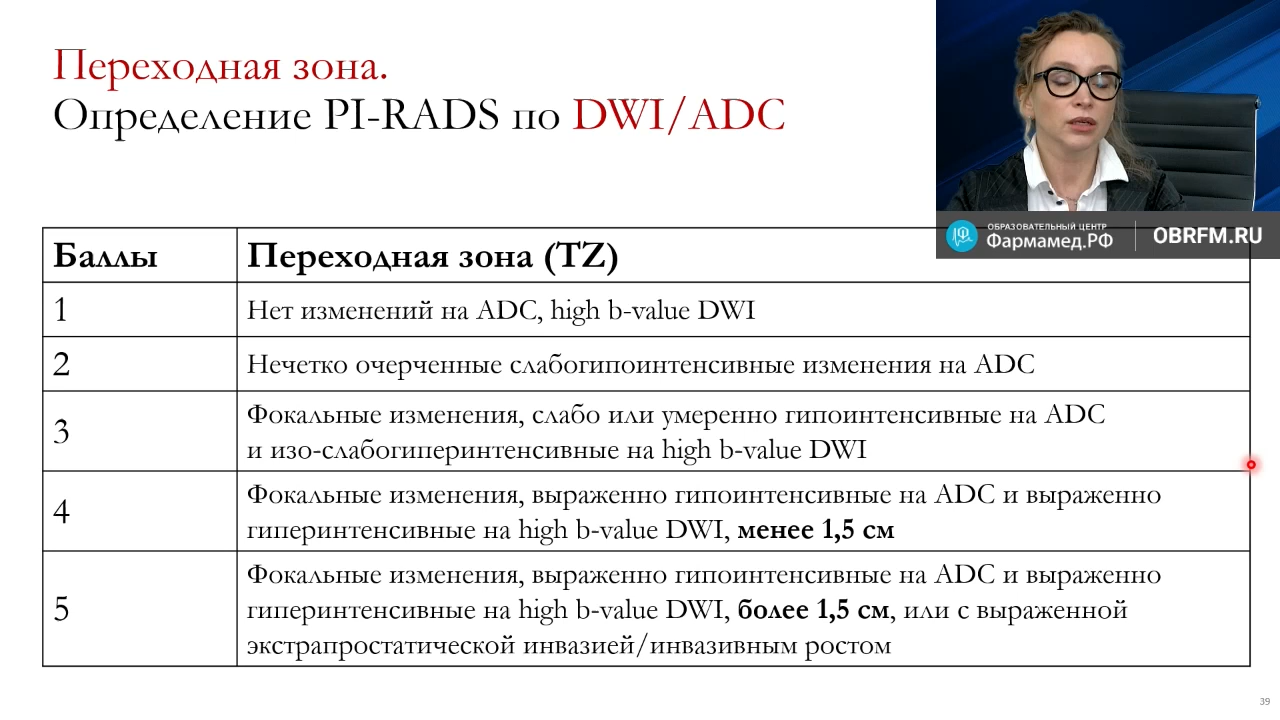 Переходная зона.
Определение PI-RADS по DWI/ADC
ОБРАЗОВАТЕЛЬНЫЙ ЦЕНТР
Фармамед.РФ
OBRFM.RU
Баллы
Переходная зона (TZ)
1
Нет изменений на ADC, high b-value DWI
2
Нечетко очерченные слабогипоинтенсивные изменения на ADC
3
Фокальные изменения, слабо или умеренно гипоинтенсивные на ADC
и изо-слабогиперинтенсивные на high b-value DWI
4
Фокальные изменения, выраженно гипоинтенсивные на ADC и выраженно
гиперинтенсивные на high b-value DWI, менее 1,5 см
5
Фокальные изменения, выраженно гипоинтенсивные на ADC и выраженно
гиперинтенсивные на high b-value DWI, более 1,5 см, или с выраженной
экстрапростатической инвазией/инвазивным ростом
39